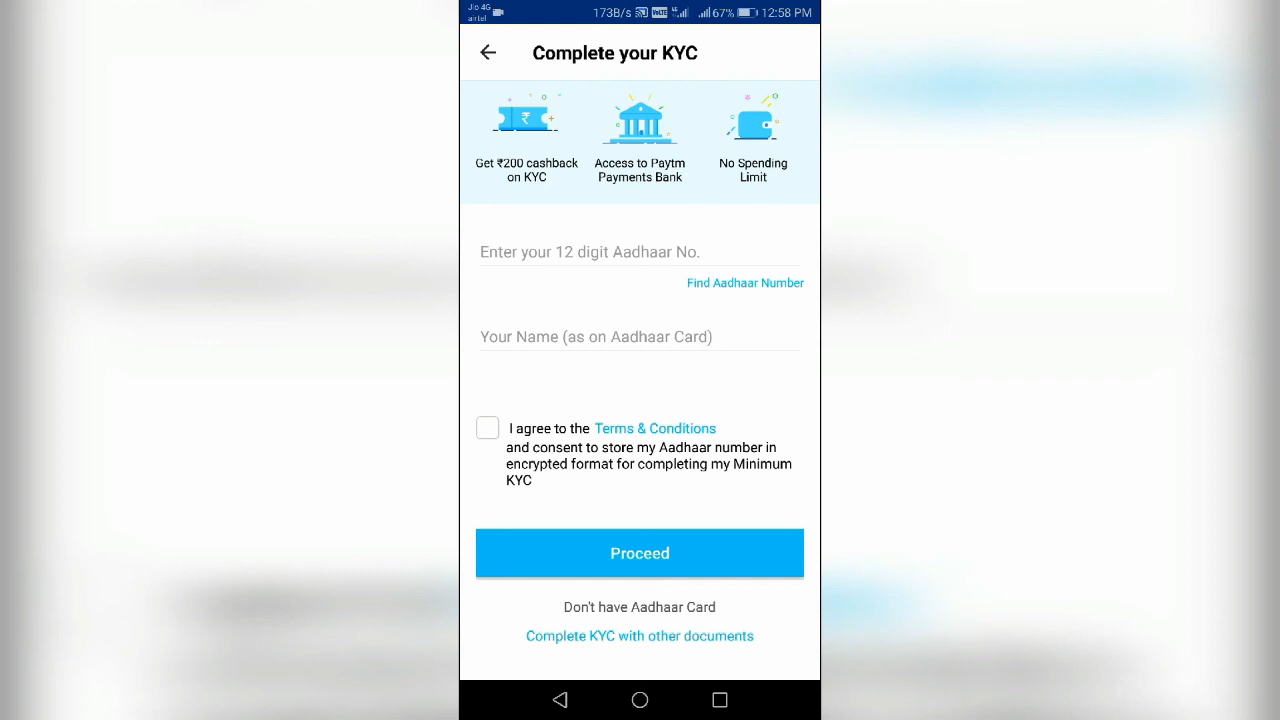 Jio 4G
airtel
173B/s
67%
12:58 PM
Complete your KYC
Get ₹200 cashback
on KYC
Access to Paytm
Payments Bank
No Spending
Limit
Enter your 12 digit Aadhaar No.
Find Aadhaar Number
Your Name (as on Aadhaar Card)
I agree to the Terms & Conditions
and consent to store my Aadhaar number in
encrypted format for completing my Minimum
KYC
Proceed
Don't have Aadhaar Card
Complete KYC with other documents